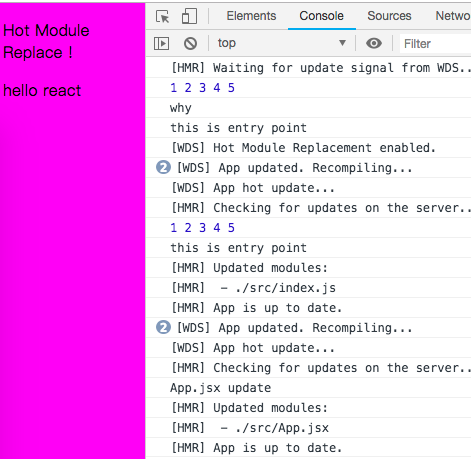 Hot Module
Replace !
hello react
Elements Console Sources Netw
top Filter
[HMR] Waiting for update signal from WDS..
1 2 3 4 5
why
this is entry point
[WDS] Hot Module Replacement enabled.
2 [WDS] App updated. Recompiling...
[WDS] App hot update...
[HMR] Checking for updates on the server..
1 2 3 4 5
this is entry point
[HMR] Updated modules:
[HMR]  - ./src/index.js
[HMR] App is up to date.
2 [WDS] App updated. Recompiling...
[WDS] App hot update...
[HMR] Checking for updates on the server..
App.jsx update
[HMR] Updated modules:
[HMR]  - ./src/App.jsx
[HMR] App is up to date.